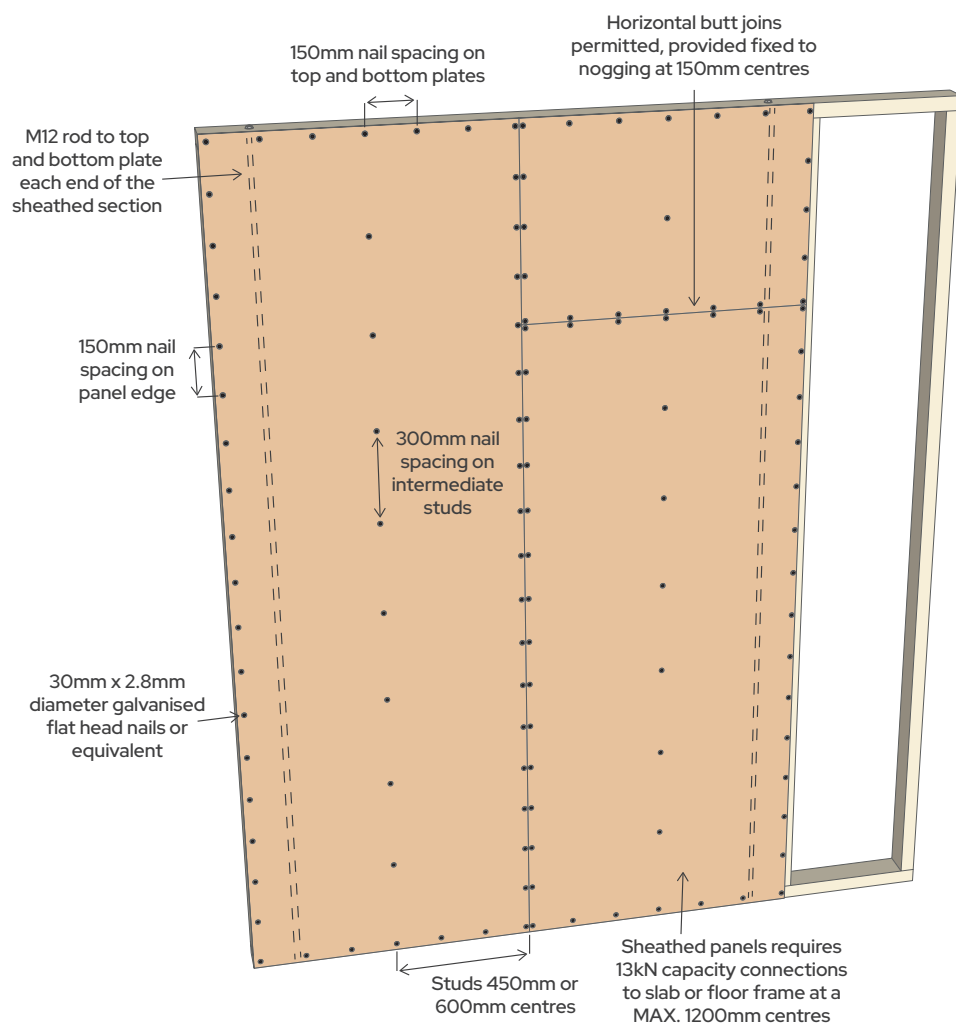 150mm nail spacing on
top and bottom plates
Horizontal butt joins
permitted, provided fixed to
nogging at 150mm centres
M12 rod to top
and bottom plate
each end of the
sheathed section
150mm nail
spacing on
panel edge
300mm nail
spacing on
intermediate
studs
30mm x 2.8mm
diameter galvanised
flat head nails or
equivalent
Studs 450mm or
600mm centres
Sheathed panels requires
13kN capacity connections
to slab or floor frame at a
MAX. 1200mm centres